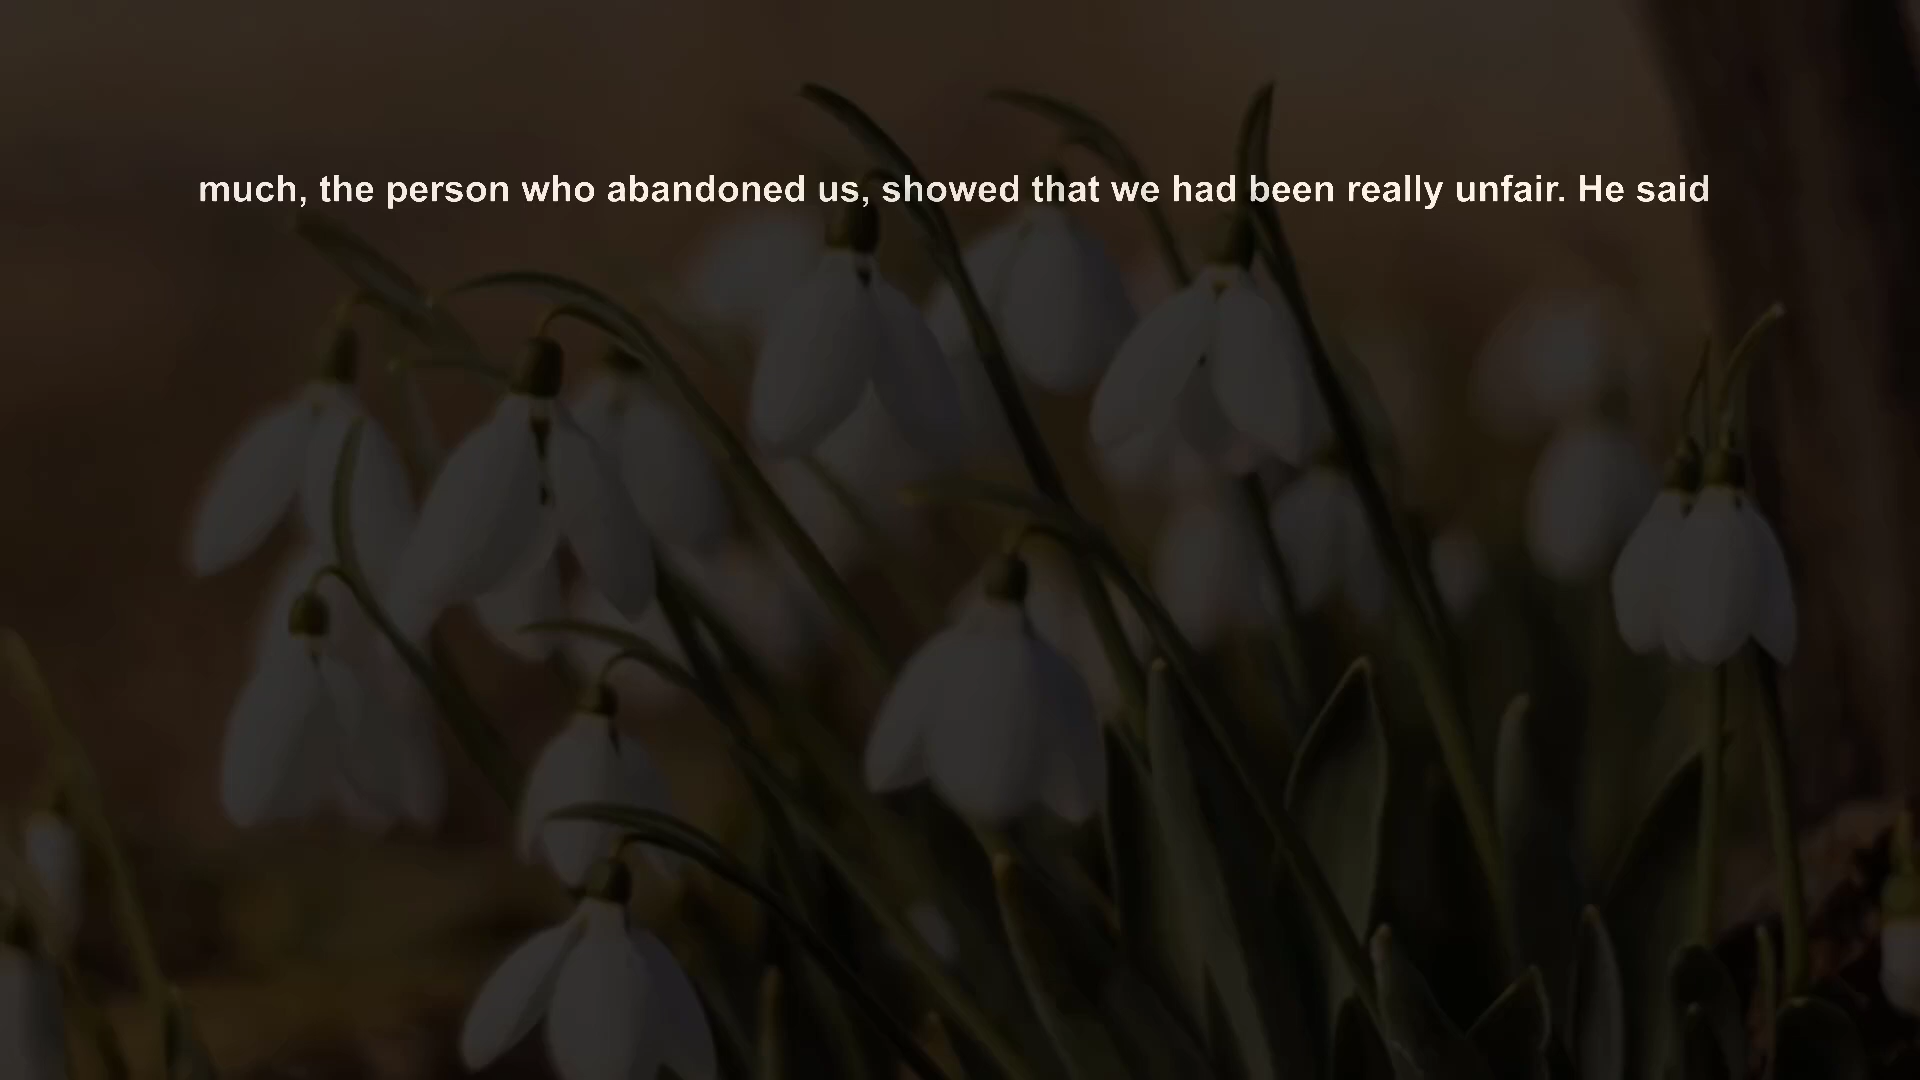 much, the person who abandoned us, showed that we had been really unfair. He said